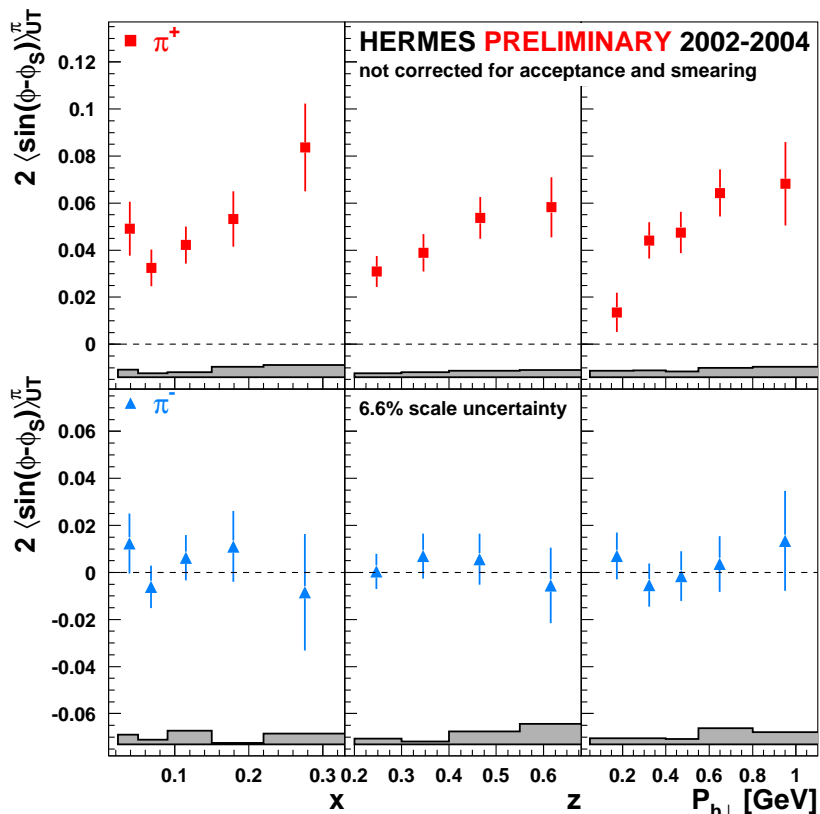 2 ⟨sin(ϕ-ϕS)⟩πUT
π+
HERMES PRELIMINARY 2002-2004
not corrected for acceptance and smearing
0.12
0.1
0.08
0.06
0.04
0.02
0
2 ⟨sin(ϕ-ϕS)⟩πUT
π-
6.6% scale uncertainty
0.06
0.04
0.02
0
-0.02
-0.04
-0.06
0.1 0.2 0.3 0.2 0.3 0.4 0.5 0.6 0.2 0.4 0.6 0.8 1
x z Ph⊥ [GeV]